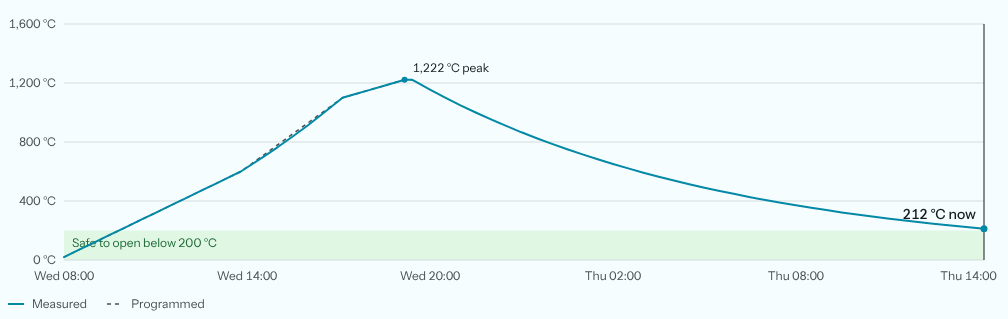 1,600 °C
1,200 °C
800 °C
400 °C
0 °C
1,222 °C peak
212 °C now
Safe to open below 200 °C
Wed 08:00
Wed 14:00
Wed 20:00
Thu 02:00
Thu 08:00
Thu 14:00
Measured
Programmed